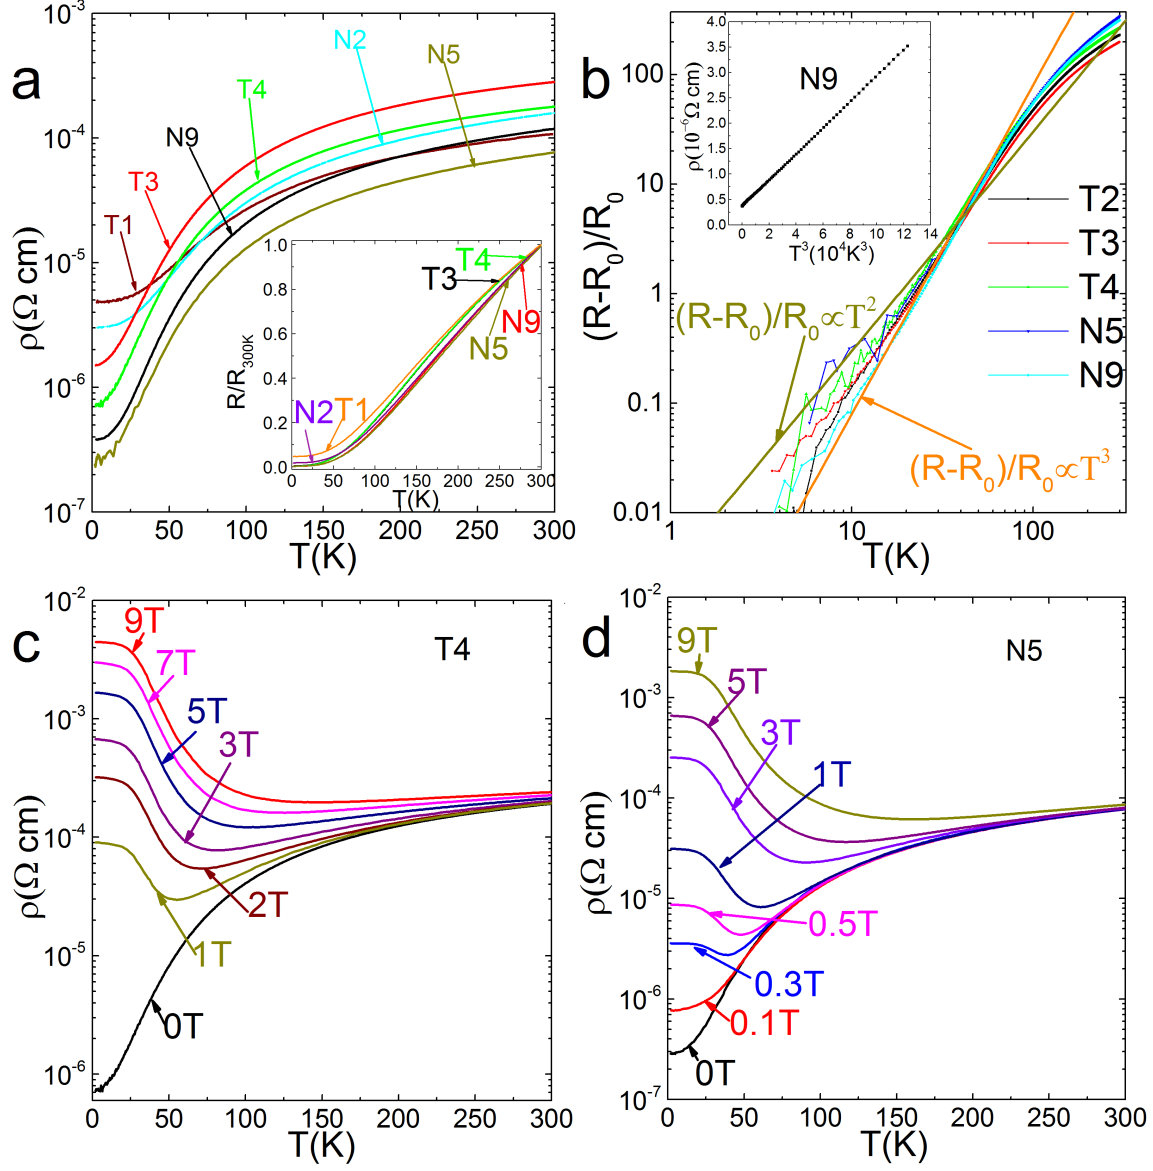 a
10⁻³
10⁻⁴
10⁻⁵
10⁻⁶
10⁻⁷
ρ(Ω cm)
N2
N5
T4
N9
T3
T1
0 50 100 150 200 250 300
T(K)
1.0
0.8
0.6
0.4
0.2
0.0
R/R300K
T4
T3
N9
N5
N2
T1
0 50 100 150 200 250 300
T(K)
b
100
10
1
0.1
0.01
(R-R₀)/R₀
4.0
3.5
3.0
2.5
2.0
1.5
1.0
0.5
0.0
ρ(10⁻⁶Ω cm)
N9
0 2 4 6 8 10 12 14
T³(10⁴K³)
T2
T3
T4
N5
N9
(R-R₀)/R₀∝T²
(R-R₀)/R₀∝T³
1 10 100
T(K)
c
10⁻²
10⁻³
10⁻⁴
10⁻⁵
10⁻⁶
ρ(Ω cm)
T4
9T
7T
5T
3T
2T
1T
0T
0 50 100 150 200 250 300
T(K)
d
10⁻²
10⁻³
10⁻⁴
10⁻⁵
10⁻⁶
10⁻⁷
ρ(Ω cm)
N5
9T
5T
3T
1T
0.5T
0.3T
0.1T
0T
0 50 100 150 200 250 300
T(K)